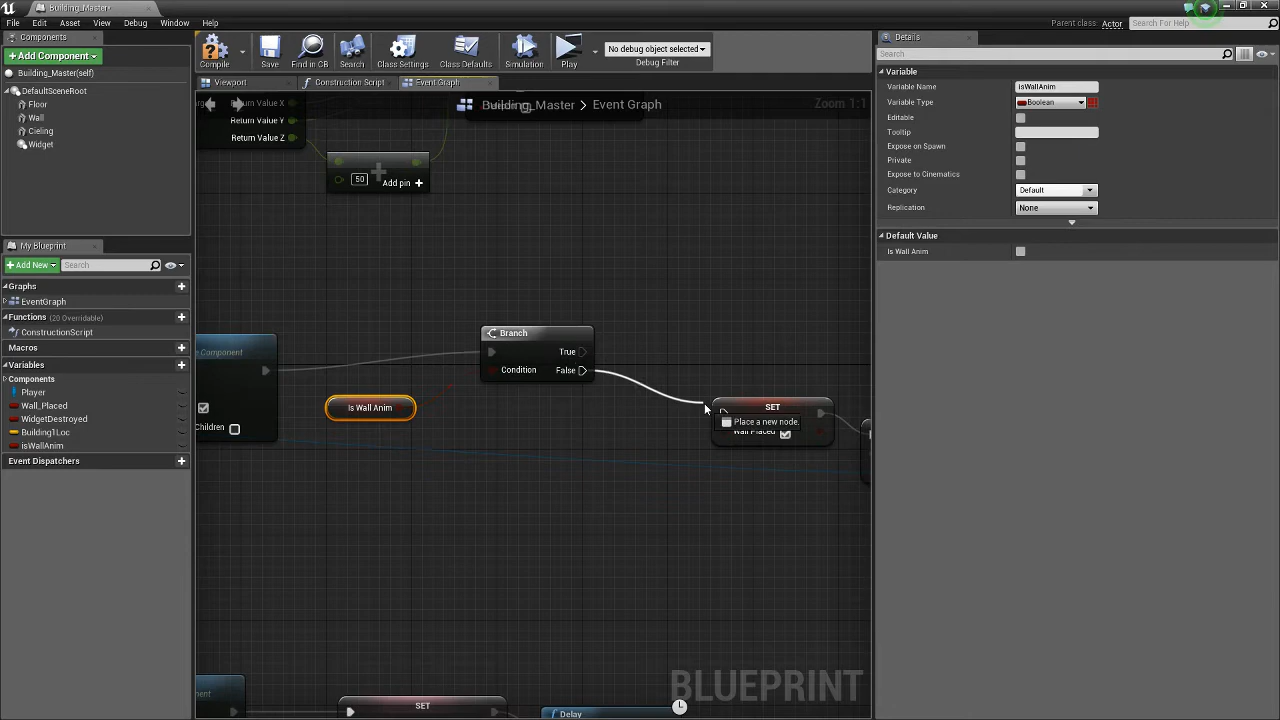 Building_Master*
File Edit Asset View Debug Window Help
Parent class: Actor
Search For Help
Components
+Add Component
Building_Master(self)
DefaultSceneRoot
Floor
Wall
Cieling
Widget
Compile
Save
Find in CB
Search
Class Settings
Class Defaults
Simulation
Play
No debug object selected
Debug Filter
Viewport
Construction Script
Event Graph
Building_Master > Event Graph
Zoom 1:1
Return Value X
Return Value Y
Return Value Z
50
Add pin +
Branch
True
Condition
False
Component
Children
Is Wall Anim
SET
Wall Placed
Place a new node.
SET
Delay
BLUEPRINT
My Blueprint
+Add New
Search
Graphs
EventGraph
Functions (20 Overridable)
ConstructionScript
Macros
Variables
Components
Player
Wall_Placed
WidgetDestroyed
Building1Loc
isWallAnim
Event Dispatchers
Details
Search
Variable
Variable Name isWallAnim
Variable Type Boolean
Editable
Tooltip
Expose on Spawn
Private
Expose to Cinematics
Category Default
Replication None
Default Value
Is Wall Anim